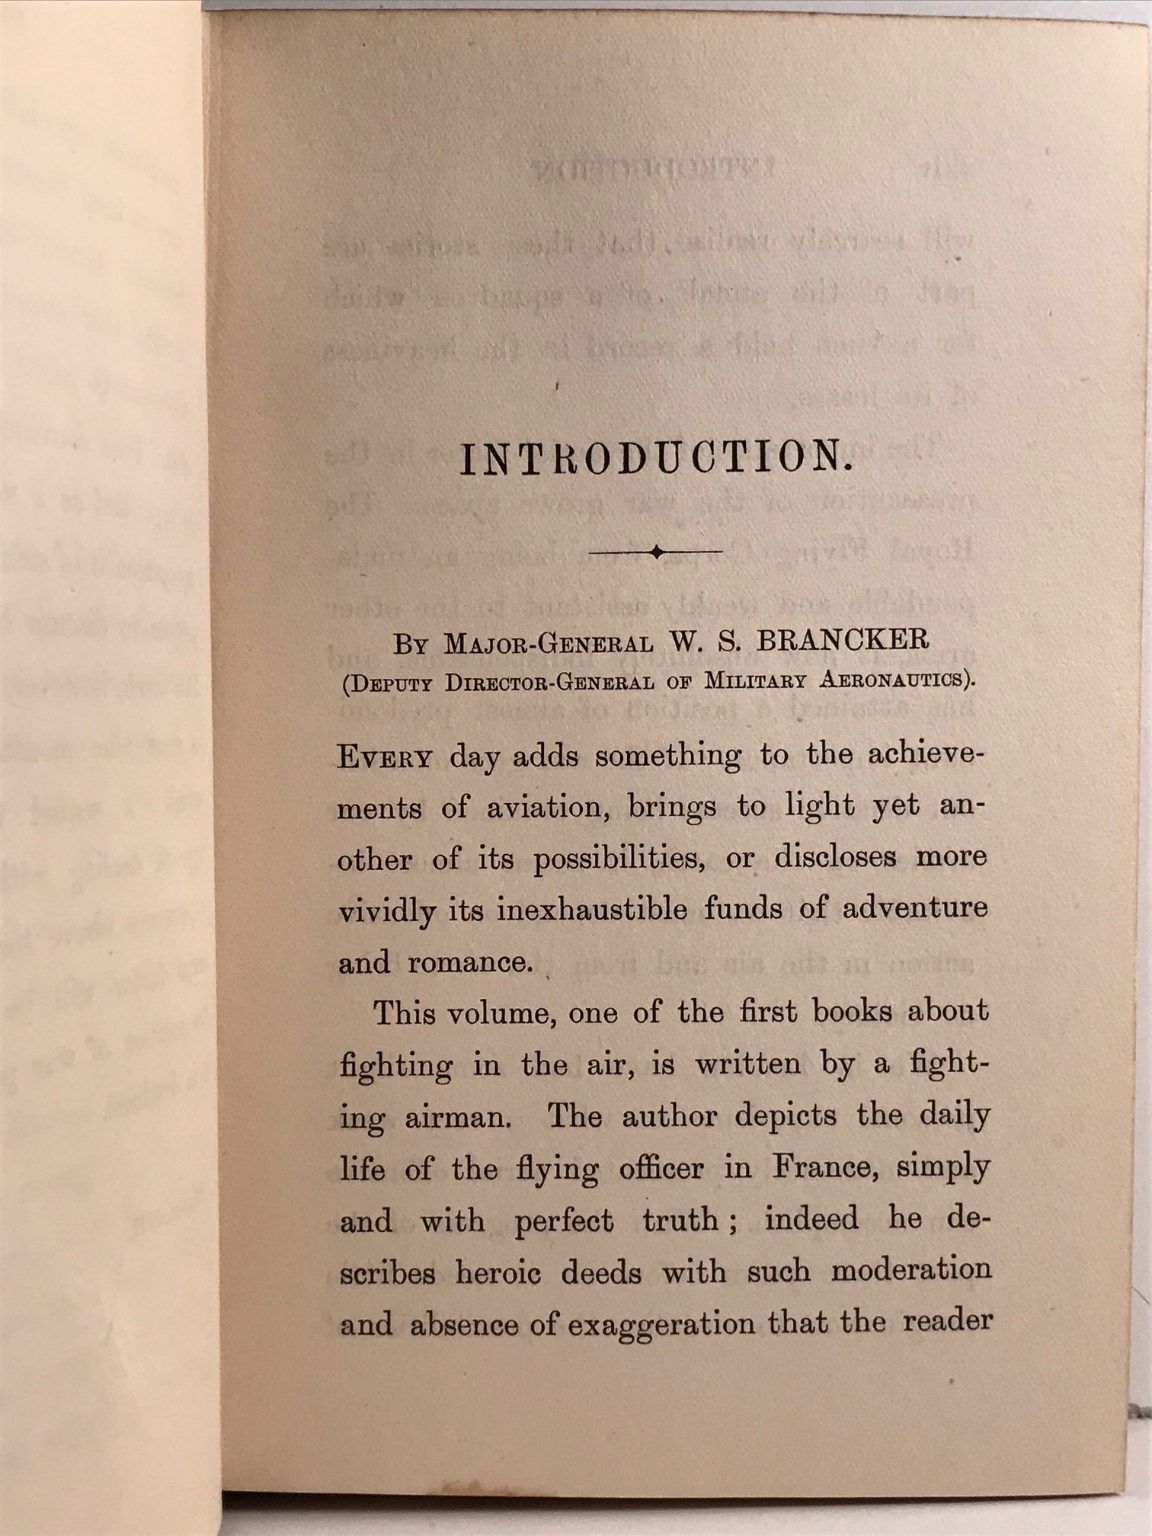 INTRODUCTION.
By Major-General W. S. BRANCKER
(Deputy Director-General of Military Aeronautics).
Every day adds something to the achieve-
ments of aviation, brings to light yet an-
other of its possibilities, or discloses more
vividly its inexhaustible funds of adventure
and romance.
This volume, one of the first books about
fighting in the air, is written by a fight-
ing airman. The author depicts the daily
life of the flying officer in France, simply
and with perfect truth ; indeed he de-
scribes heroic deeds with such moderation
and absence of exaggeration that the reader